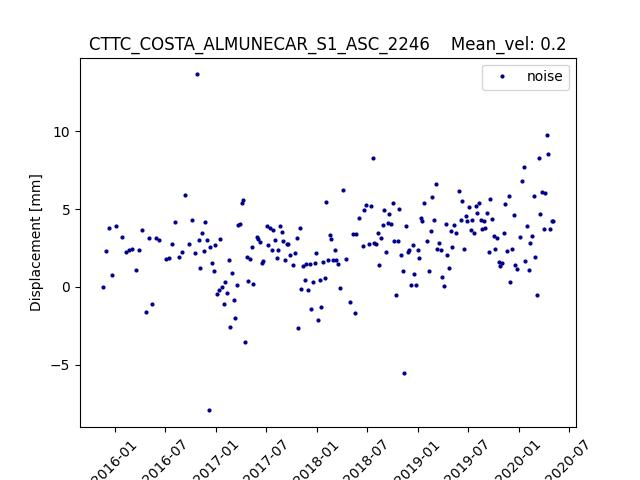 CTTC_COSTA_ALMUNECAR_S1_ASC_2246    Mean_vel: 0.2
noise
Displacement [mm]
10
5
0
−5
2016-01 2016-07 2017-01 2017-07 2018-01 2018-07 2019-01 2019-07 2020-01 2020-07